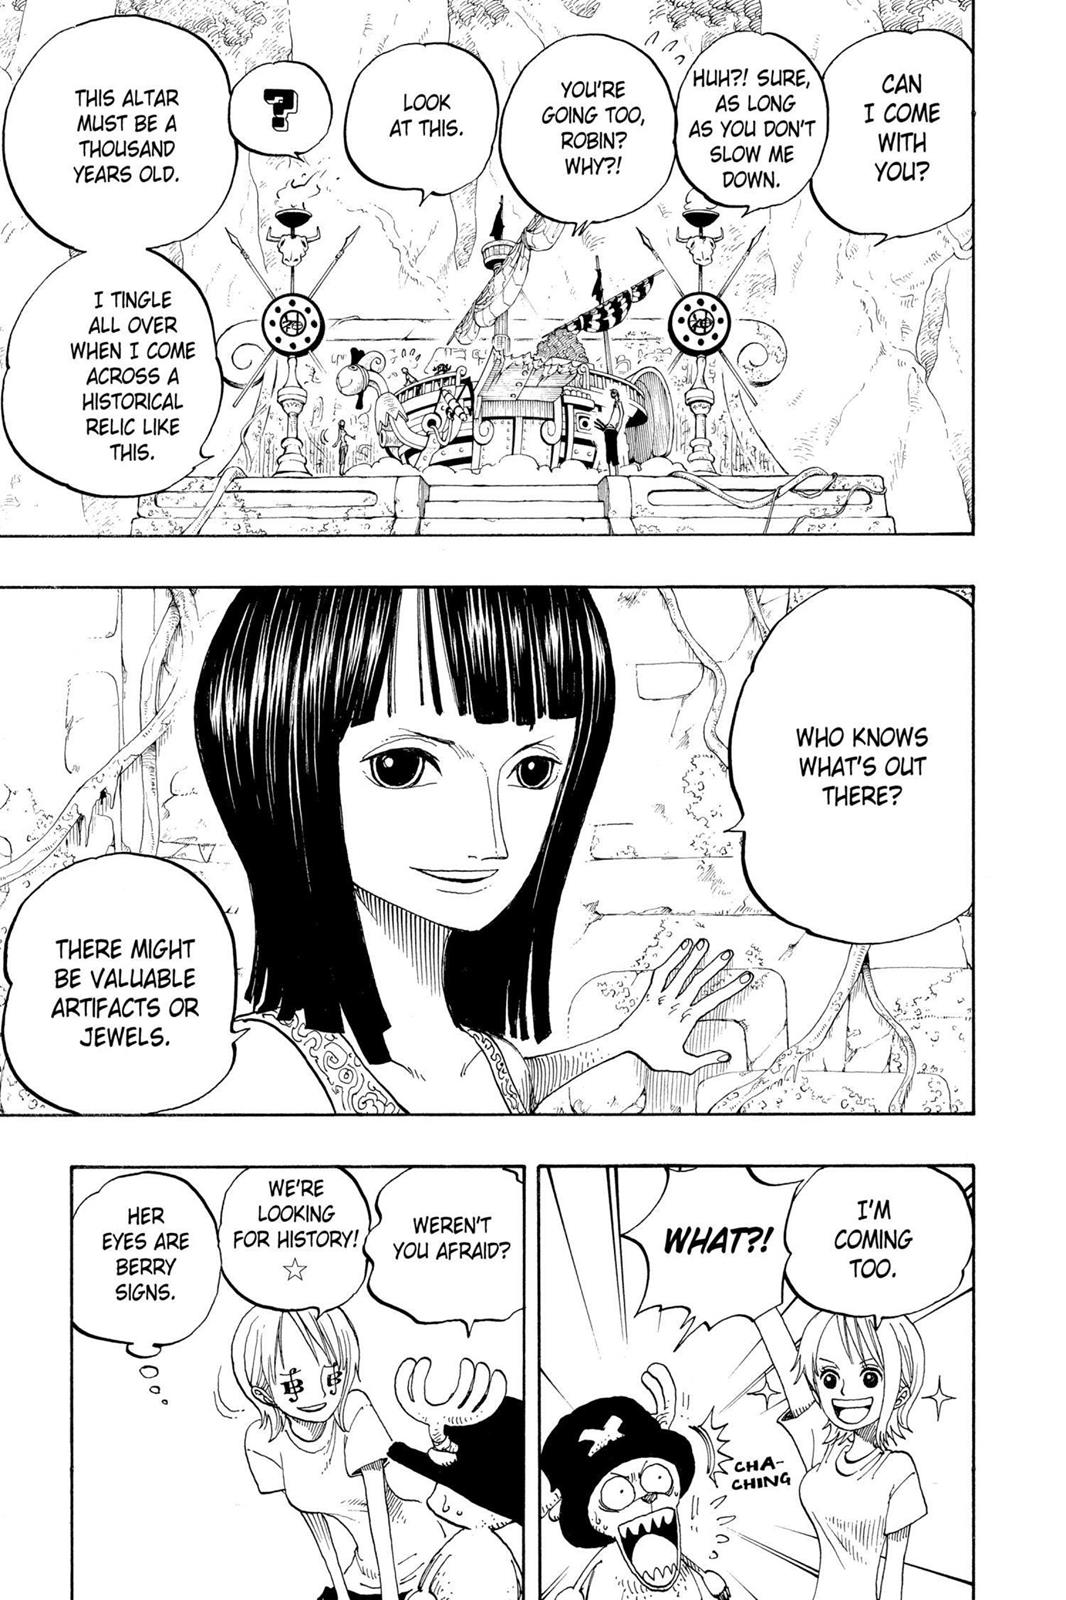 CAN
I COME
WITH
YOU?
HUH?! SURE,
AS LONG
AS YOU DON'T
SLOW ME
DOWN.
YOU'RE
GOING TOO,
ROBIN?
WHY?!
LOOK
AT THIS.
?
THIS ALTAR
MUST BE A
THOUSAND
YEARS OLD.
I TINGLE
ALL OVER
WHEN I COME
ACROSS A
HISTORICAL
RELIC LIKE
THIS.
WHO KNOWS
WHAT'S OUT
THERE?
THERE MIGHT
BE VALUABLE
ARTIFACTS OR
JEWELS.
I'M
COMING
TOO.
WHAT?!
CHA-
CHING
WEREN'T
YOU AFRAID?
WE'RE
LOOKING
FOR HISTORY!
☆
HER
EYES ARE
BERRY
SIGNS.